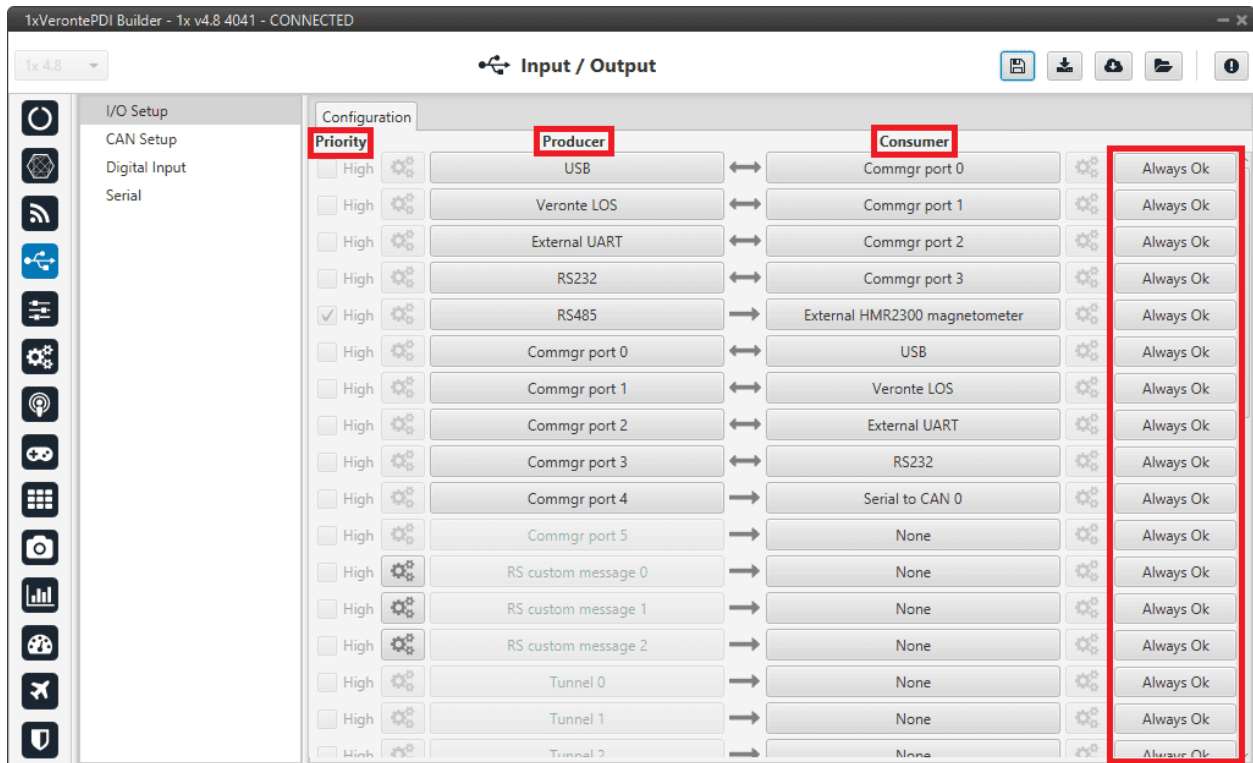 1xVerontePDI Builder - 1x v4.8 4041 - CONNECTED
1x 4.8
Input / Output
I/O Setup
CAN Setup
Digital Input
Serial
Configuration
Priority Producer Consumer
High USB Commgr port 0 Always Ok
High Veronte LOS Commgr port 1 Always Ok
High External UART Commgr port 2 Always Ok
High RS232 Commgr port 3 Always Ok
High RS485 External HMR2300 magnetometer Always Ok
High Commgr port 0 USB Always Ok
High Commgr port 1 Veronte LOS Always Ok
High Commgr port 2 External UART Always Ok
High Commgr port 3 RS232 Always Ok
High Commgr port 4 Serial to CAN 0 Always Ok
High Commgr port 5 None Always Ok
High RS custom message 0 None Always Ok
High RS custom message 1 None Always Ok
High RS custom message 2 None Always Ok
High Tunnel 0 None Always Ok
High Tunnel 1 None Always Ok
High Tunnel 2 None Always Ok